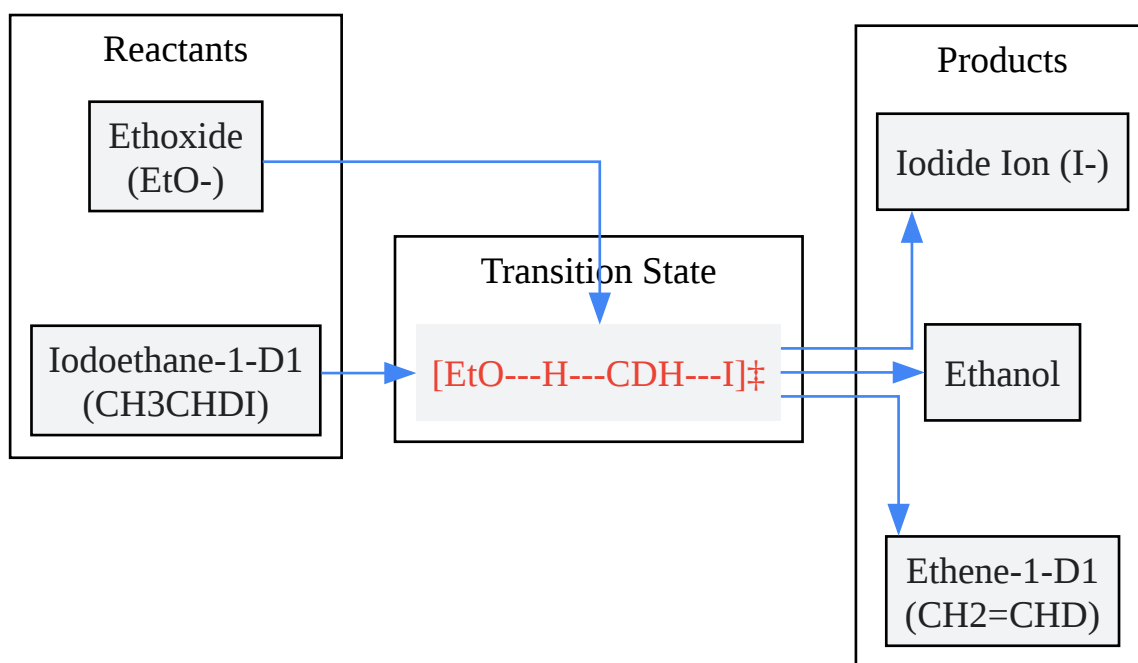 Reactants
Ethoxide
(EtO-)
Iodoethane-1-D1
(CH3CHDI)
Transition State
[EtO---H---CDH---I]‡
Products
Iodide Ion (I-)
Ethanol
Ethene-1-D1
(CH2=CHD)